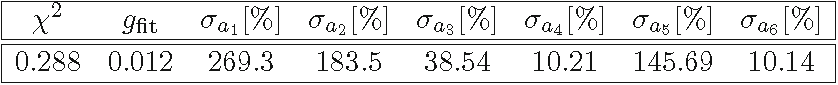 χ² g_fit σ_a₁[%] σ_a₂[%] σ_a₃[%] σ_a₄[%] σ_a₅[%] σ_a₆[%]
0.288 0.012 269.3 183.5 38.54 10.21 145.69 10.14